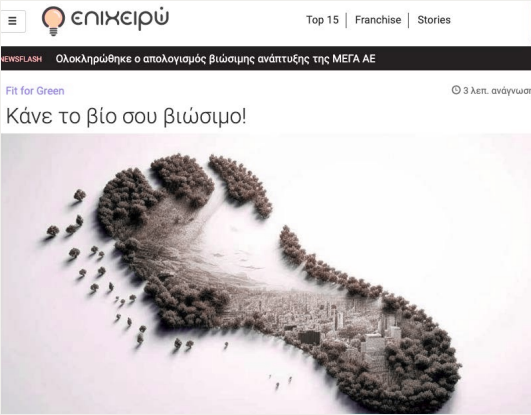 επιχειρώ
Top 15 Franchise Stories
NEWSFLASH Ολοκληρώθηκε ο απολογισμός βιώσιμης ανάπτυξης της ΜΕΓΑ ΑΕ
Fit for Green 3 λεπ. ανάγνωση
Κάνε το βίο σου βιώσιμο!